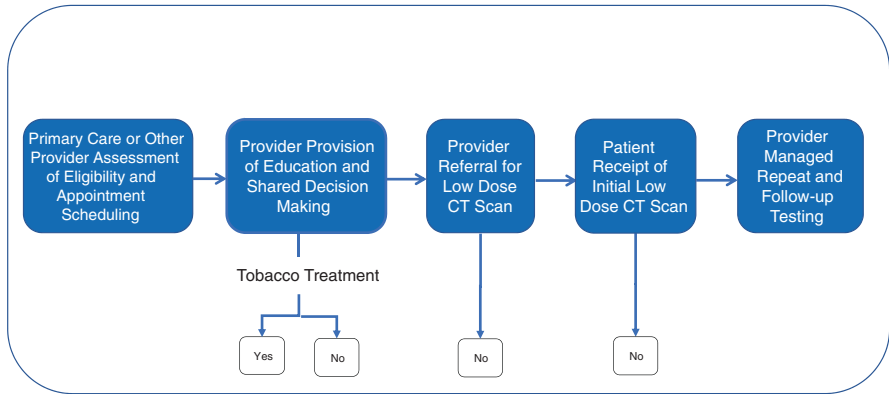 Primary Care or Other
Provider Assessment
of Eligibility and
Appointment
Scheduling
Provider Provision
of Education and
Shared Decision
Making
Provider
Referral for
Low Dose
CT Scan
Patient
Receipt of
Initial Low
Dose CT Scan
Provider
Managed
Repeat and
Follow-up
Testing
Tobacco Treatment
Yes
No
No
No